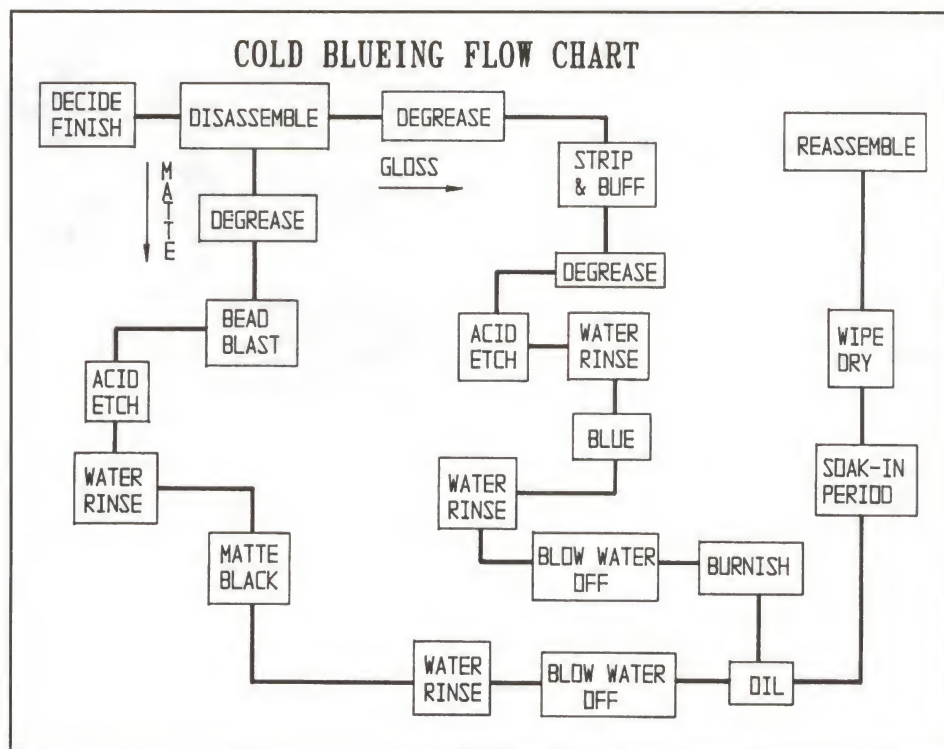 COLD BLUEING FLOW CHART
DECIDE
FINISH
DISASSEMBLE
DEGREASE
REASSEMBLE
MATTE
GLOSS
STRIP
& BUFF
DEGREASE
DEGREASE
BEAD
BLAST
ACID
ETCH
WATER
RINSE
WIPE
DRY
ACID
ETCH
BLUE
WATER
RINSE
WATER
RINSE
SOAK-IN
PERIOD
MATTE
BLACK
BLOW WATER
OFF
BURNISH
WATER
RINSE
BLOW WATER
OFF
OIL